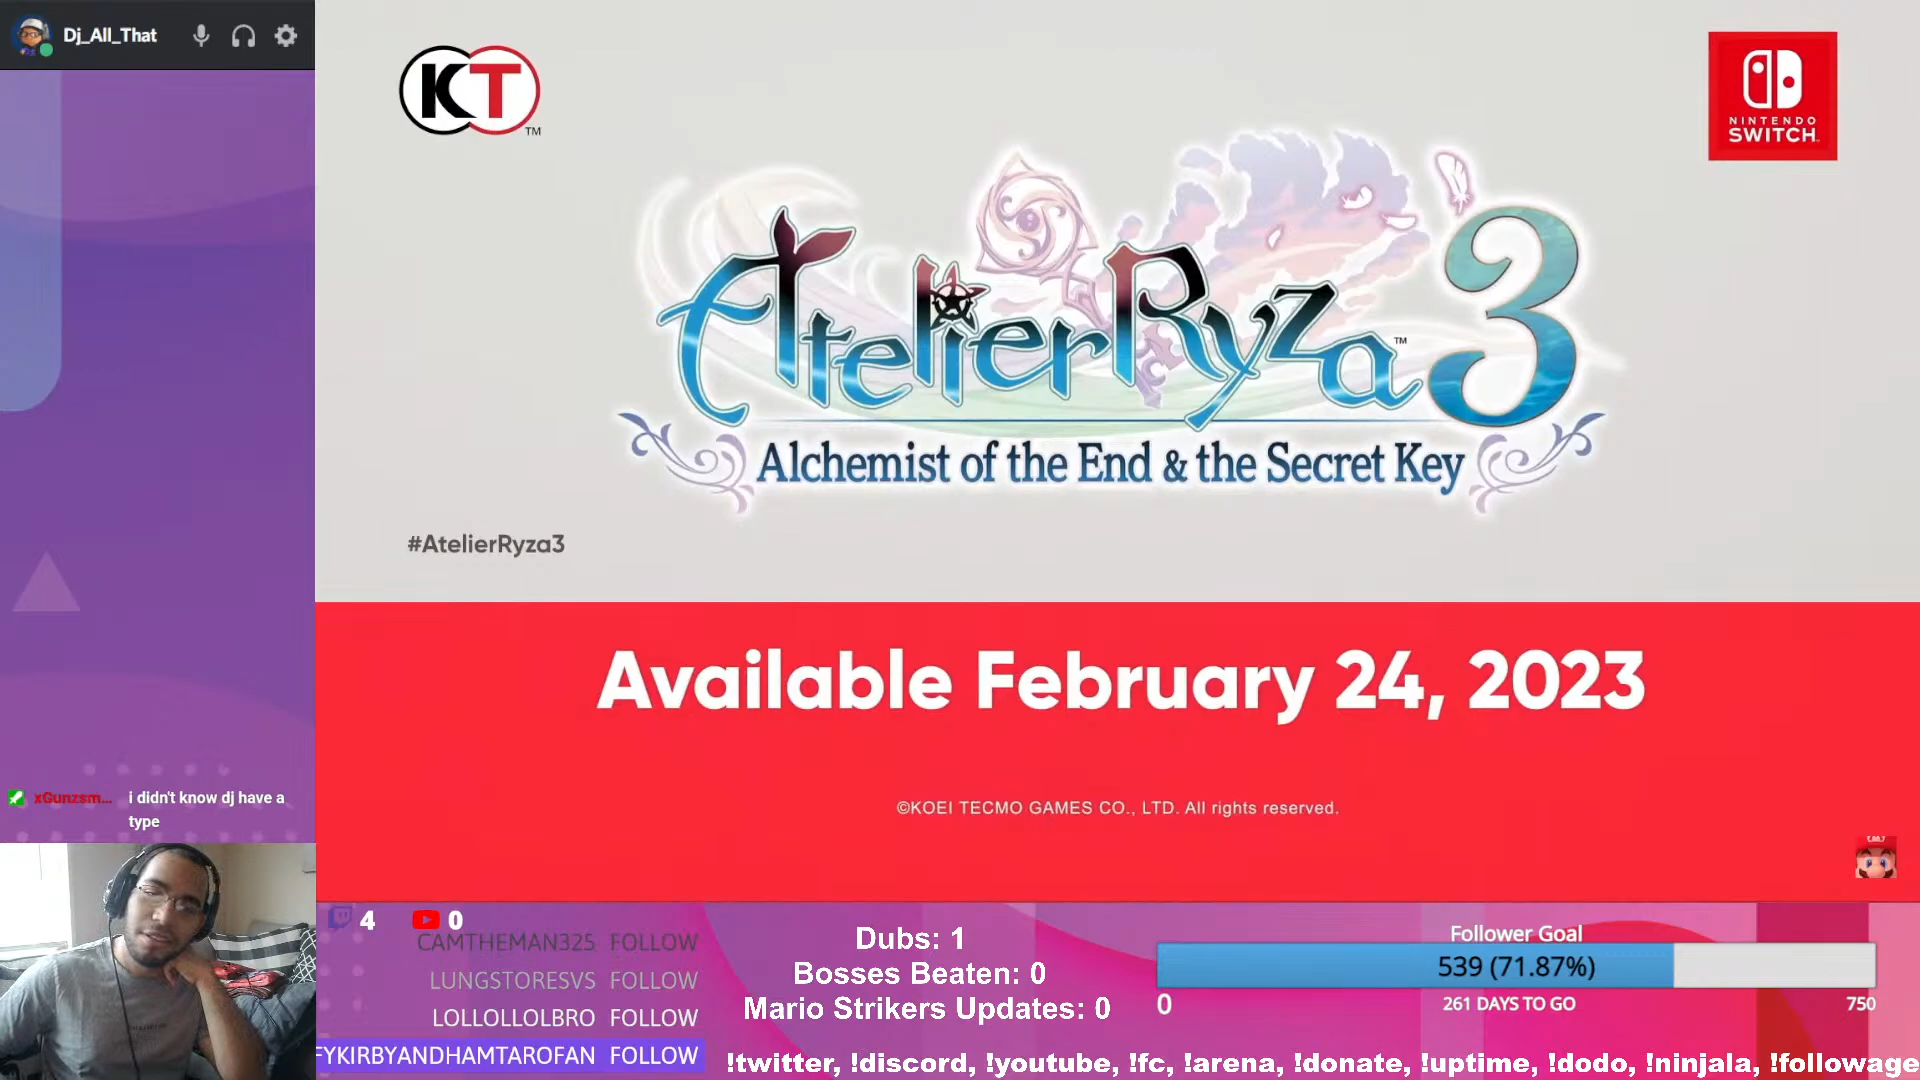 Dj_All_That
KT
TM
NINTENDO
SWITCH
Atelier Ryza 3
TM
Alchemist of the End & the Secret Key
#AtelierRyza3
Available February 24, 2023
©KOEI TECMO GAMES CO., LTD. All rights reserved.
xGunzsm... i didn't know dj have a
type
4 0
CAMTHEMAN325 FOLLOW
LUNGSTORESVS FOLLOW
LOLLOLLOLBRO FOLLOW
FYKIRBYANDHAMTAROFAN FOLLOW
Dubs: 1
Bosses Beaten: 0
Mario Strikers Updates: 0
Follower Goal
539 (71.87%)
0 261 DAYS TO GO 750
!twitter, !discord, !youtube, !fc, !arena, !donate, !uptime, !dodo, !ninjala, !followage